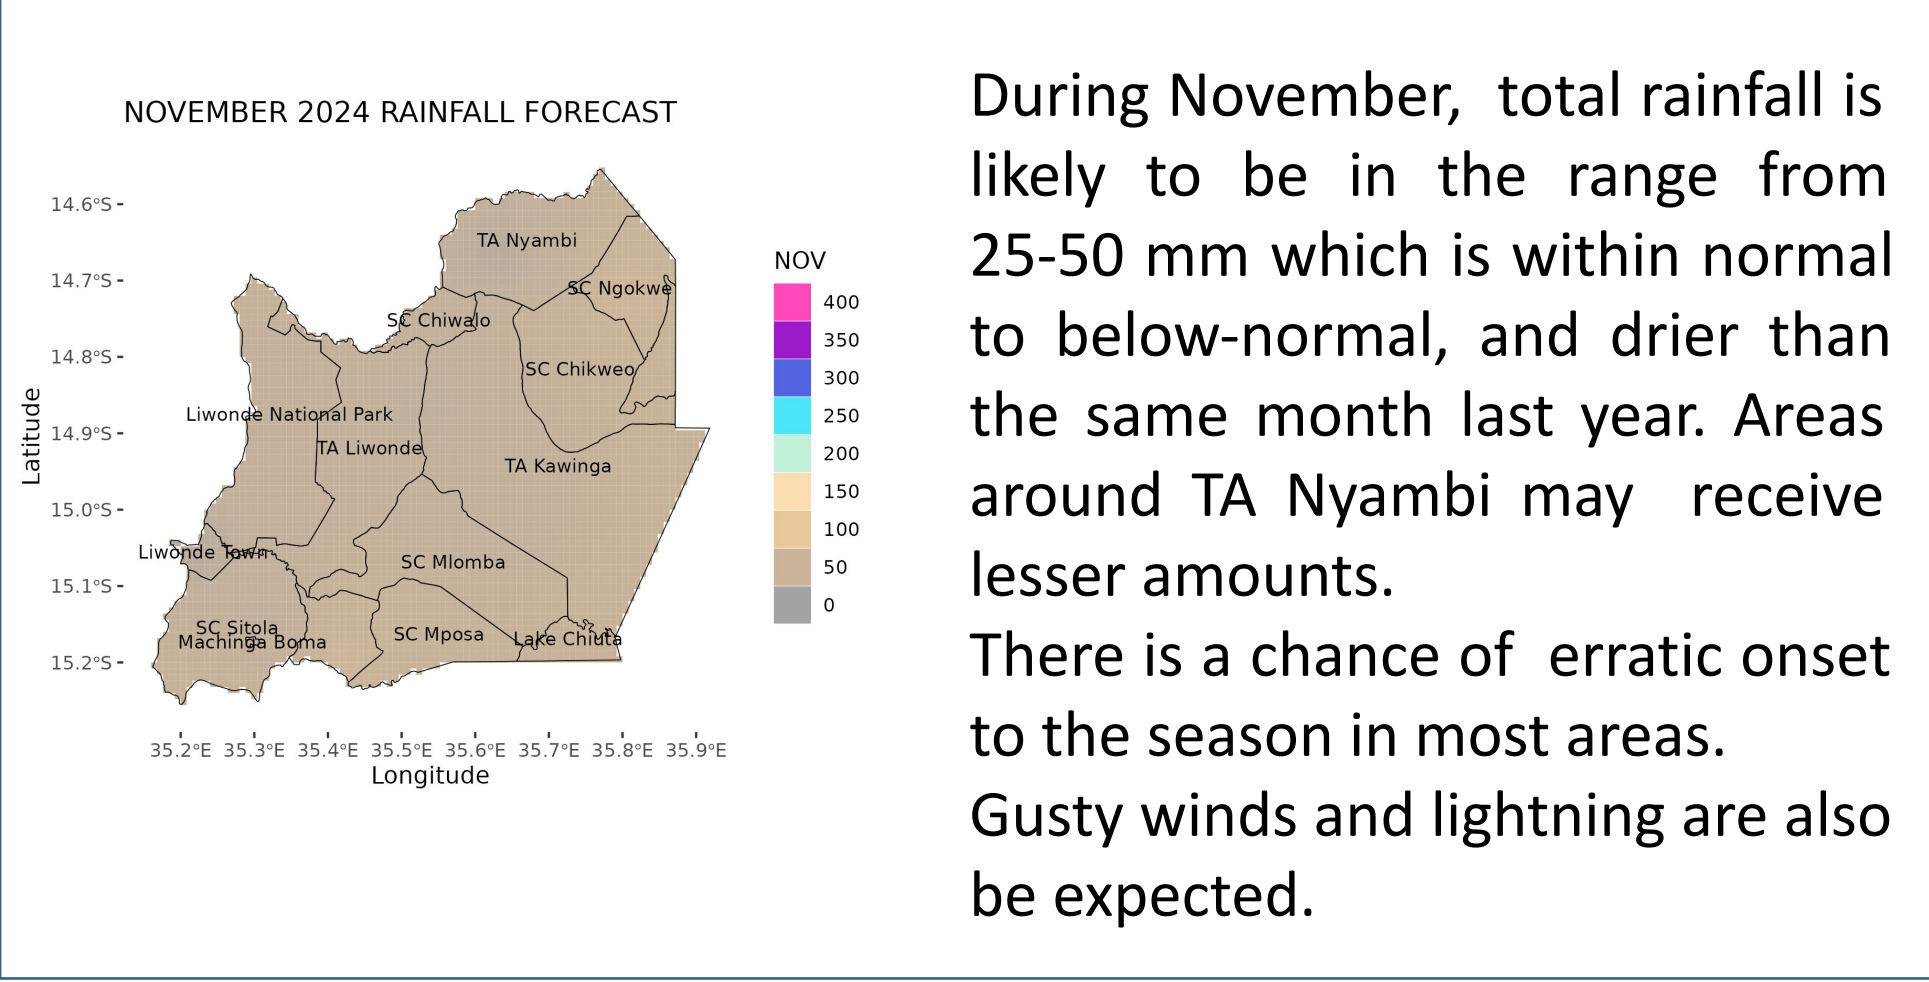 NOVEMBER 2024 RAINFALL FORECAST
14.6°S
14.7°S
14.8°S
14.9°S
15.0°S
15.1°S
15.2°S
Latitude
TA Nyambi
SC Ngokwe
SC Chiwalo
SC Chikweo
Liwonde National Park
TA Liwonde
TA Kawinga
Liwonde Town
SC Mlomba
SC Sitola
Machinga Boma
SC Mposa
Lake Chiuta
35.2°E 35.3°E 35.4°E 35.5°E 35.6°E 35.7°E 35.8°E 35.9°E
Longitude
NOV
400
350
300
250
200
150
100
50
0
During November, total rainfall is
likely to be in the range from
25-50 mm which is within normal
to below-normal, and drier than
the same month last year. Areas
around TA Nyambi may receive
lesser amounts.
There is a chance of erratic onset
to the season in most areas.
Gusty winds and lightning are also
be expected.